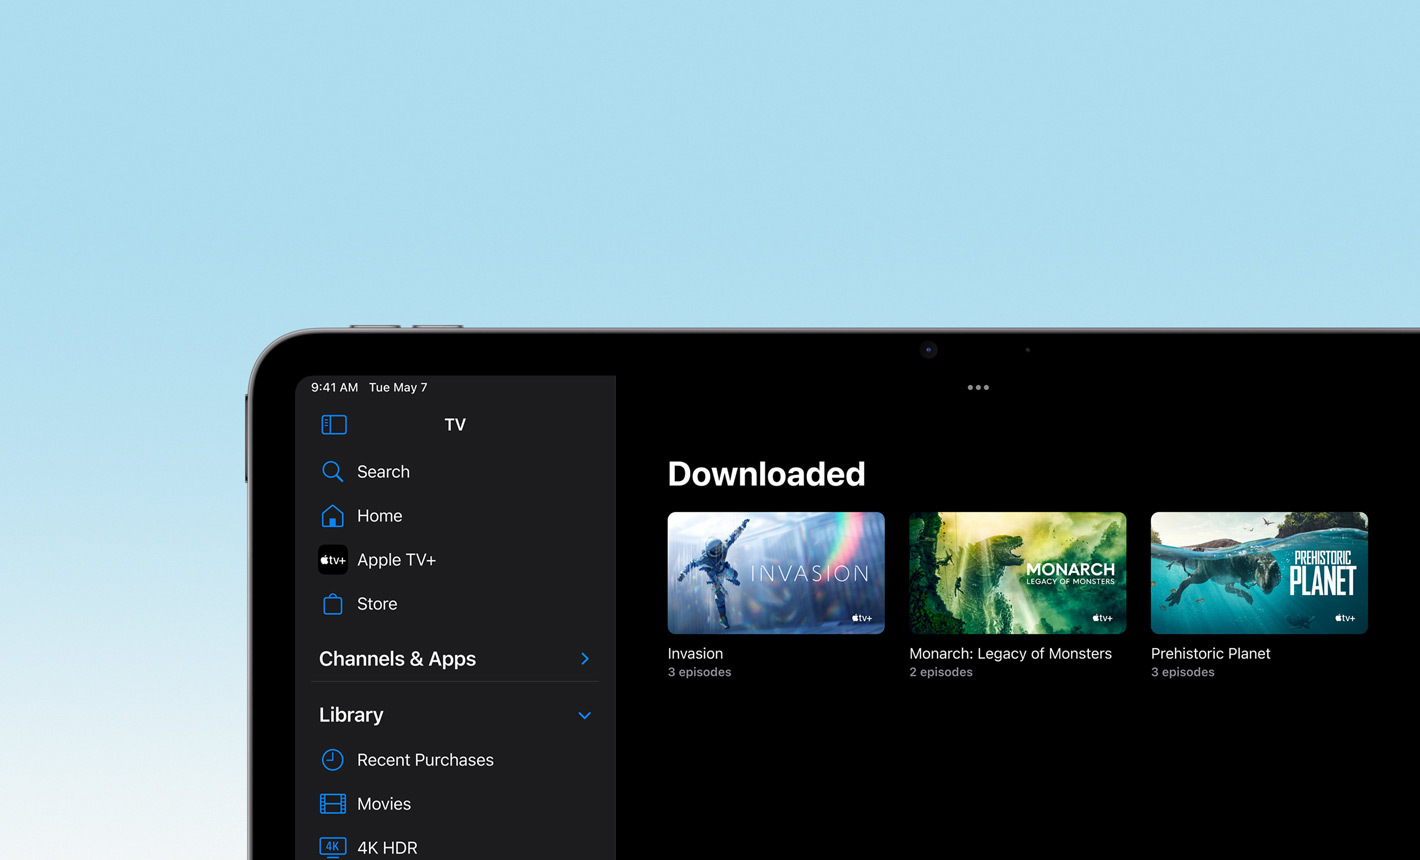 9:41 AM Tue May 7
TV
Search
Home
tv+ Apple TV+
Store
Channels & Apps
Library
Recent Purchases
Movies
4K 4K HDR
Downloaded
INVASION
tv+
Invasion
3 episodes
MONARCH
LEGACY OF MONSTERS
tv+
Monarch: Legacy of Monsters
2 episodes
PREHISTORIC
PLANET
tv+
Prehistoric Planet
3 episodes